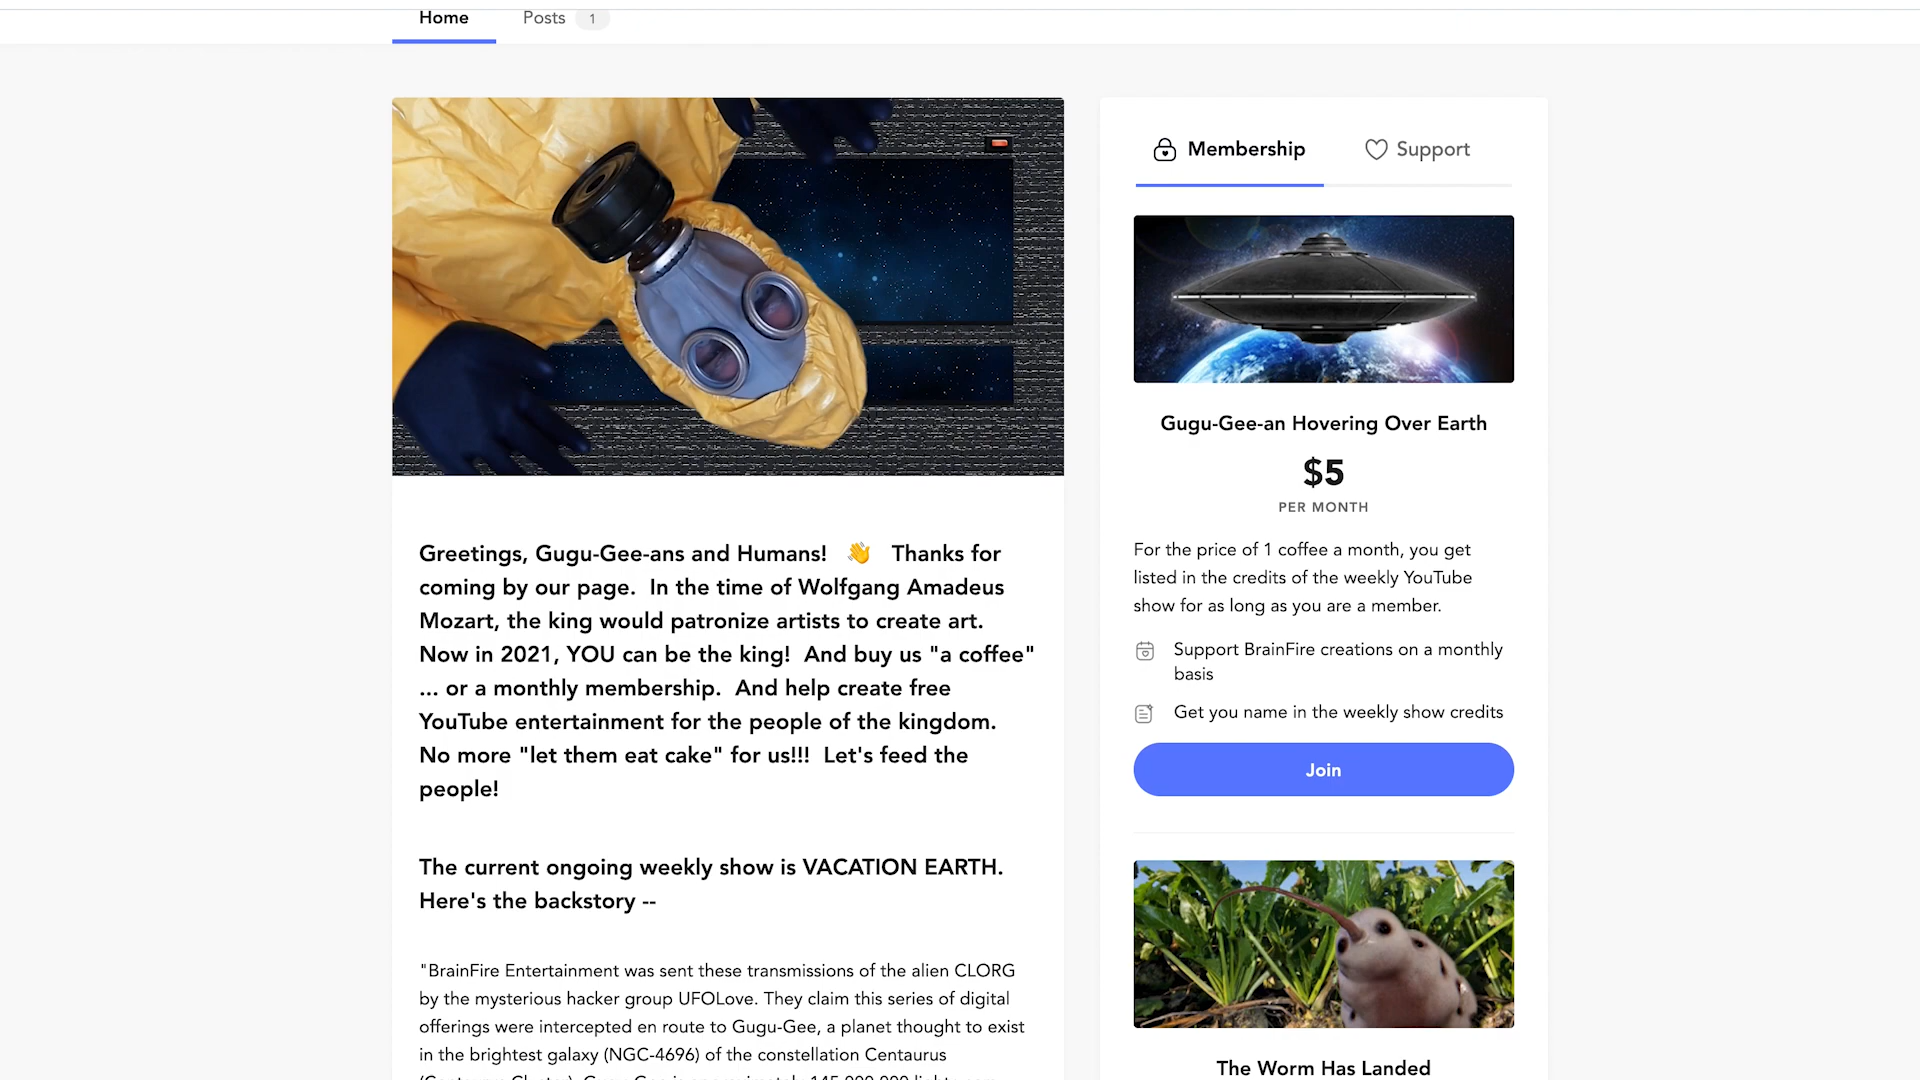 Home
Posts 1
Greetings, Gugu-Gee-ans and Humans! 👋 Thanks for
coming by our page. In the time of Wolfgang Amadeus
Mozart, the king would patronize artists to create art.
Now in 2021, YOU can be the king! And buy us "a coffee"
... or a monthly membership. And help create free
YouTube entertainment for the people of the kingdom.
No more "let them eat cake" for us!!! Let's feed the
people!
The current ongoing weekly show is VACATION EARTH.
Here's the backstory --
"BrainFire Entertainment was sent these transmissions of the alien CLORG
by the mysterious hacker group UFOLove. They claim this series of digital
offerings were intercepted en route to Gugu-Gee, a planet thought to exist
in the brightest galaxy (NGC-4696) of the constellation Centaurus
Membership
Support
Gugu-Gee-an Hovering Over Earth
$5
PER MONTH
For the price of 1 coffee a month, you get
listed in the credits of the weekly YouTube
show for as long as you are a member.
Support BrainFire creations on a monthly
basis
Get you name in the weekly show credits
Join
The Worm Has Landed